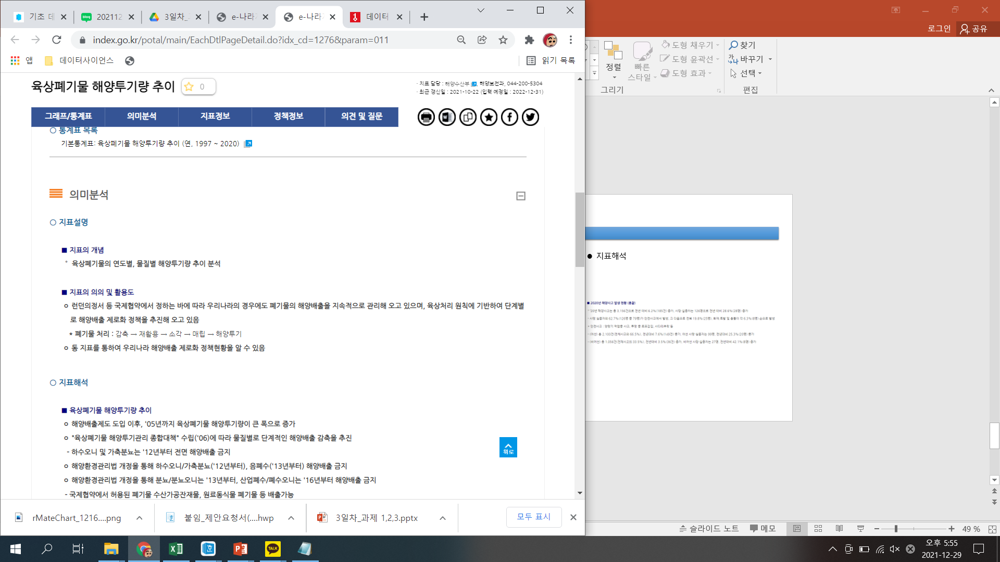 기초 데
202112
3일차_
e-나라
e-나라
데이터
index.go.kr/potal/main/EachDtlPageDetail.do?idx_cd=1276&param=011
앱
데이터사이언스
읽기 목록
육상폐기물 해양투기량 추이
0
· 지표 담당 : 해양수산부 , 해양보전과, 044-200-5304
· 최근 갱신일 : 2021-10-22 (입력 예정일 : 2022-12-31)
그래프/통계표
의미분석
지표정보
정책정보
의견 및 질문
○ 통계표 목록
기본통계표: 육상폐기물 해양투기량 추이 (연, 1997 ~ 2020)
의미분석
○ 지표설명
■ 지표의 개념
° 육상폐기물의 연도별, 물질별 해양투기량 추이 분석
■ 지표의 의의 및 활용도
ㅇ 런던의정서 등 국제협약에서 정하는 바에 따라 우리나라의 경우에도 폐기물의 해양배출을 지속적으로 관리해 오고 있으며, 육상처리 원칙에 기반하여 단계별
로 해양배출 제로화 정책을 추진해 오고 있음
* 폐기물 처리 : 감축 → 재활용 → 소각 → 매립 → 해양투기
ㅇ 동 지표를 통하여 우리나라 해양배출 제로화 정책현황을 알 수 있음
○ 지표해석
■ 육상폐기물 해양투기량 추이
ㅇ 해양배출제도 도입 이후, '05년까지 육상폐기물 해양투기량이 큰 폭으로 증가
ㅇ "육상폐기물 해양투기관리 종합대책" 수립('06)에 따라 물질별로 단계적인 해양배출 감축을 추진
- 하수오니 및 가축분뇨는 '12년부터 전면 해양배출 금지
ㅇ 해양환경관리법 개정을 통해 하수오니/가축분뇨('12년부터), 음폐수('13년부터) 해양배출 금지
ㅇ 해양환경관리법 개정을 통해 분뇨/분뇨오니는 '13년부터, 산업폐수/폐수오니는 '16년부터 해양배출 금지
- 국제협약에서 허용된 폐기물 수산가공잔재물, 원료동식물 폐기물 등 배출가능
위로
rMateChart_1216....png
붙임_제안요청서(....hwp
3일차_과제 1,2,3.pptx
모두 표시
로그인
공유
정렬
빠른
스타일
도형 채우기
도형 윤곽선
도형 효과
그리기
찾기
바꾸기
선택
편집
● 지표해석
■ 2020년 해양사고 발생 현황 (총괄)
슬라이드 노트
메모
49 %
TALK
오후 5:55
2021-12-29